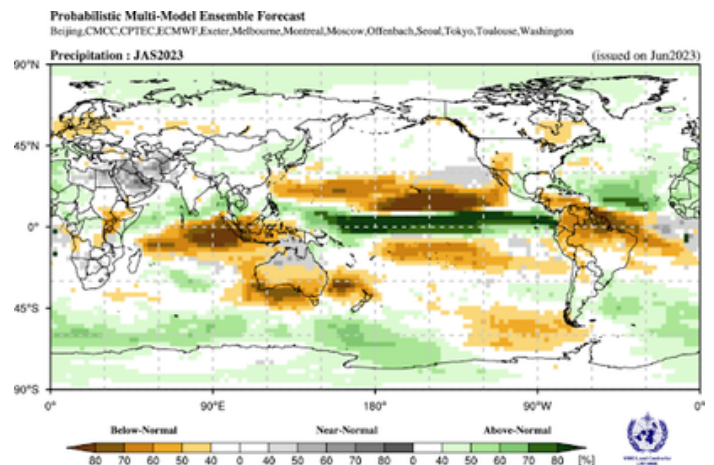 Probabilistic Multi-Model Ensemble Forecast
Beijing,CMCC,CPTEC,ECMWF,Exeter,Melbourne,Montreal,Moscow,Offenbach,Seoul,Tokyo,Toulouse,Washington
Precipitation : JAS2023 (issued on Jun2023)
90°N
45°N
0°
45°S
90°S
0° 90°E 180° 90°W 0°
Below-Normal Near-Normal Above-Normal
80 70 60 50 40 0 40 50 60 70 80 0 40 50 60 70 80 [%]